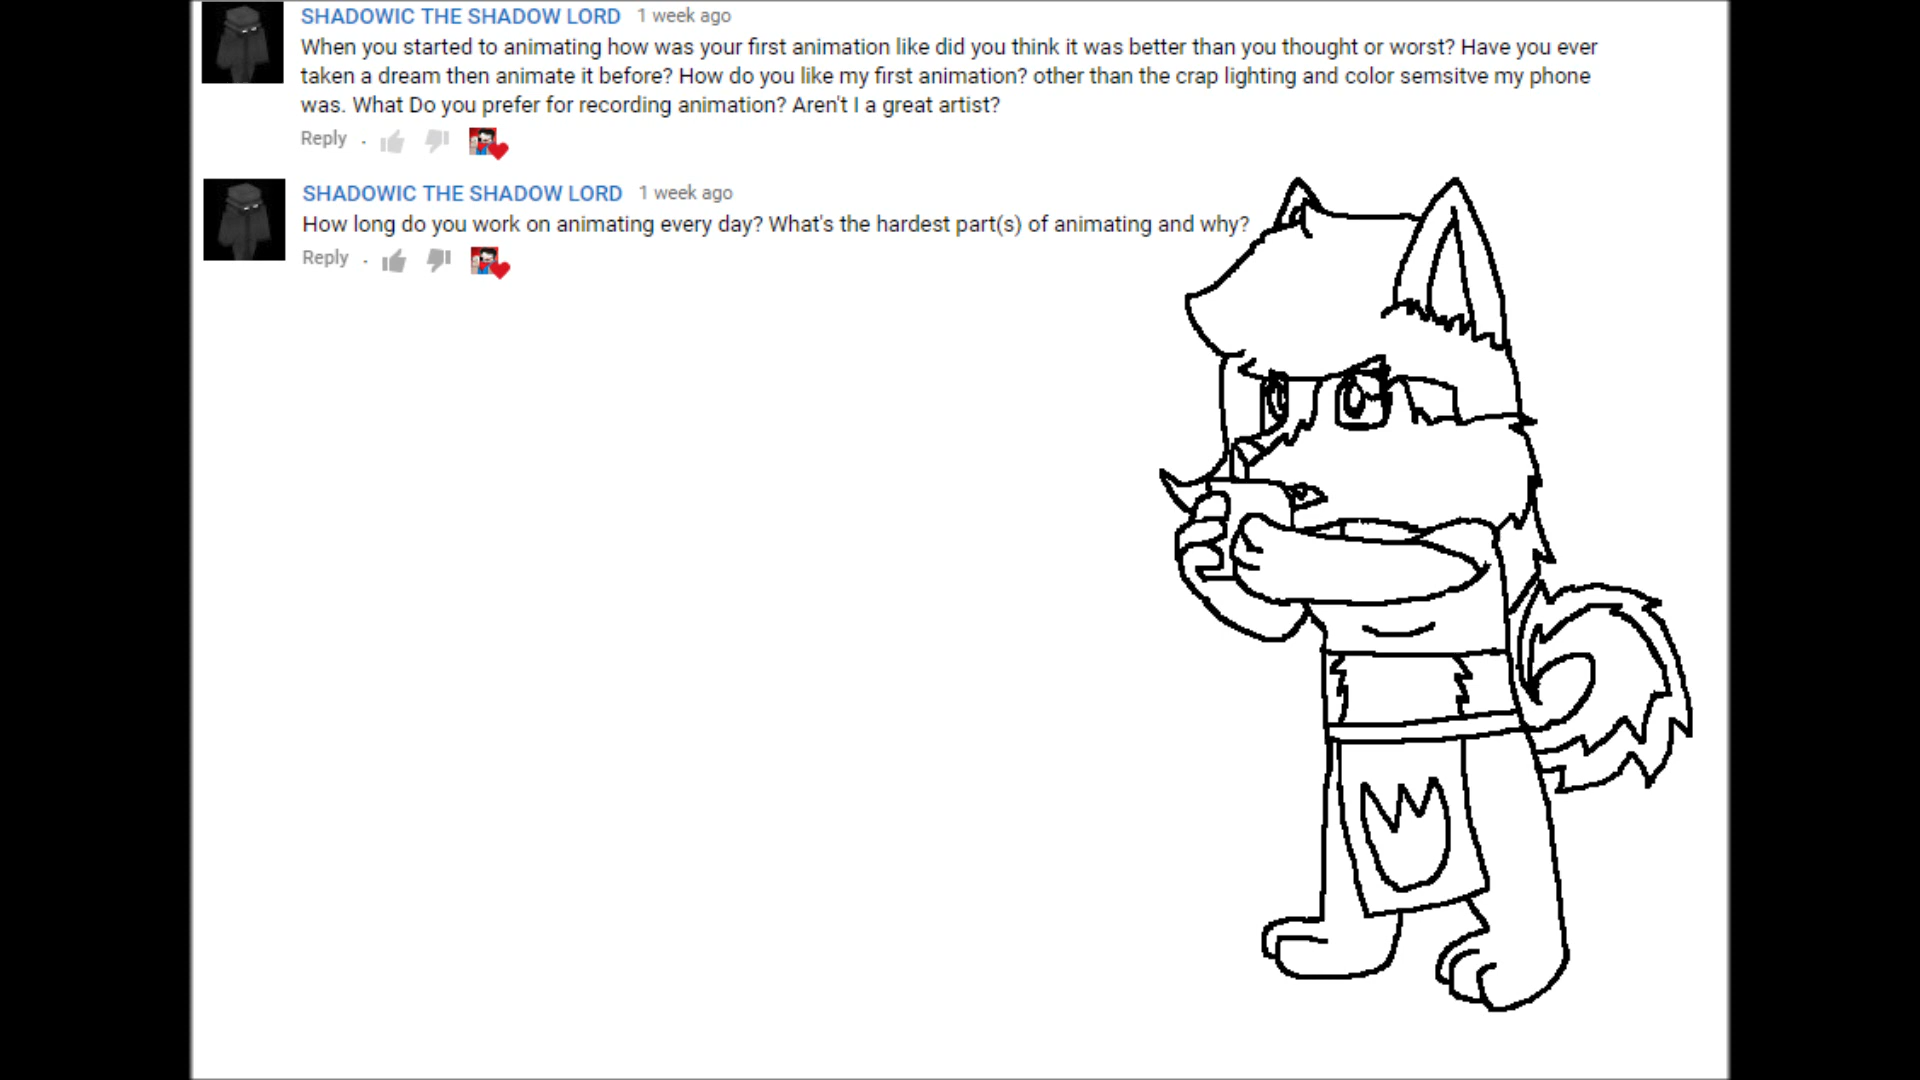 SHADOWIC THE SHADOW LORD 1 week ago
When you started to animating how was your first animation like did you think it was better than you thought or worst? Have you ever
taken a dream then animate it before? How do you like my first animation? other than the crap lighting and color semsitve my phone
was. What Do you prefer for recording animation? Aren't I a great artist?
Reply .
SHADOWIC THE SHADOW LORD 1 week ago
How long do you work on animating every day? What's the hardest part(s) of animating and why?
Reply .